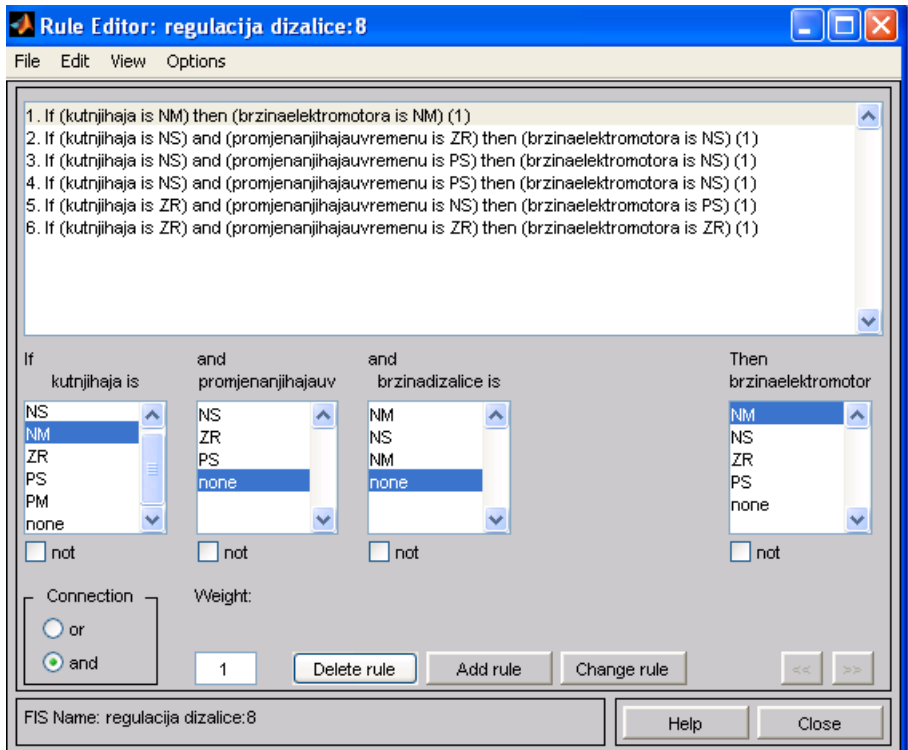 Rule Editor: regulacija dizalice:8
File Edit View Options
1. If (kutnjihaja is NM) then (brzinaelektromotora is NM) (1)
2. If (kutnjihaja is NS) and (promjenanjihajauvremenu is ZR) then (brzinaelektromotora is NS) (1)
3. If (kutnjihaja is NS) and (promjenanjihajauvremenu is PS) then (brzinaelektromotora is NS) (1)
4. If (kutnjihaja is NS) and (promjenanjihajauvremenu is PS) then (brzinaelektromotora is NS) (1)
5. If (kutnjihaja is ZR) and (promjenanjihajauvremenu is NS) then (brzinaelektromotora is PS) (1)
6. If (kutnjihaja is ZR) and (promjenanjihajauvremenu is ZR) then (brzinaelektromotora is ZR) (1)
If
kutnjihaja is
NS
NM
ZR
PS
PM
none
not
and
promjenanjihajauv
NS
ZR
PS
none
not
and
brzinadizalice is
NM
NS
NM
none
not
Then
brzinaelektromotor
NM
NS
ZR
PS
none
not
Connection
or
and
Weight:
1
Delete rule
Add rule
Change rule
<<
>>
FIS Name: regulacija dizalice:8
Help
Close